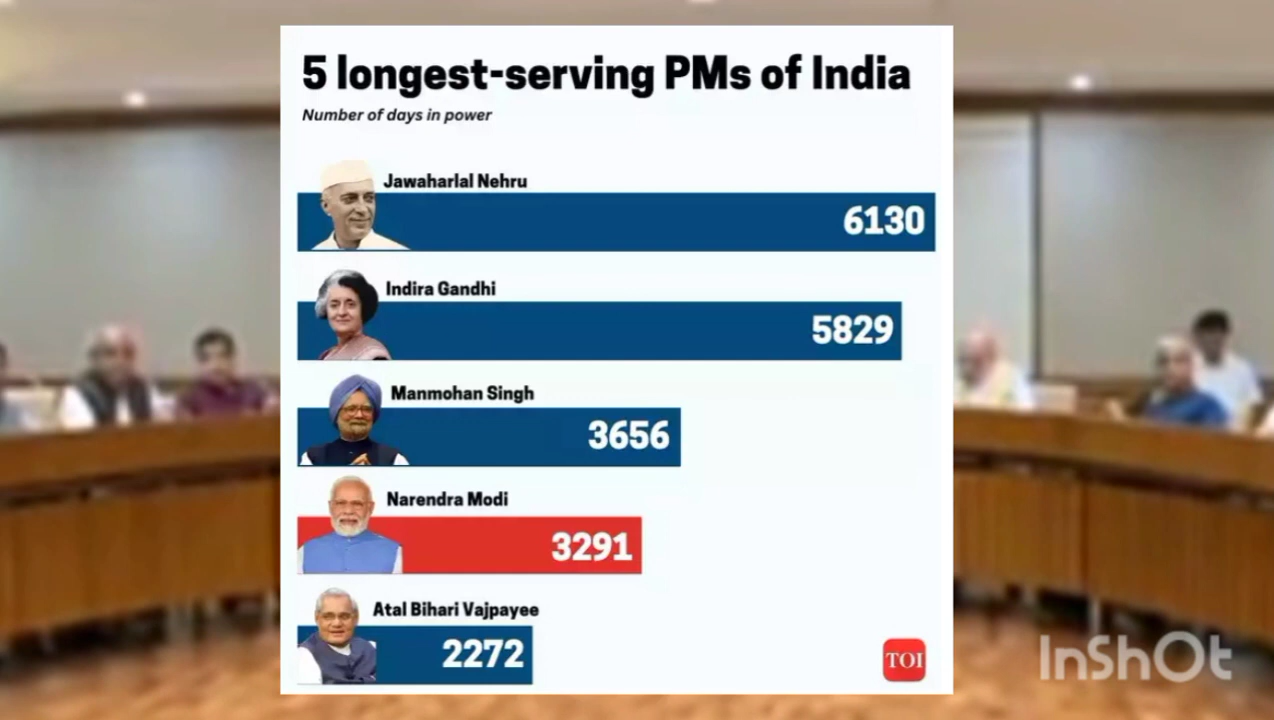 5 longest-serving PMs of India
Number of days in power
Jawaharlal Nehru
6130
Indira Gandhi
5829
Manmohan Singh
3656
Narendra Modi
3291
Atal Bihari Vajpayee
2272
TOI
InShOt